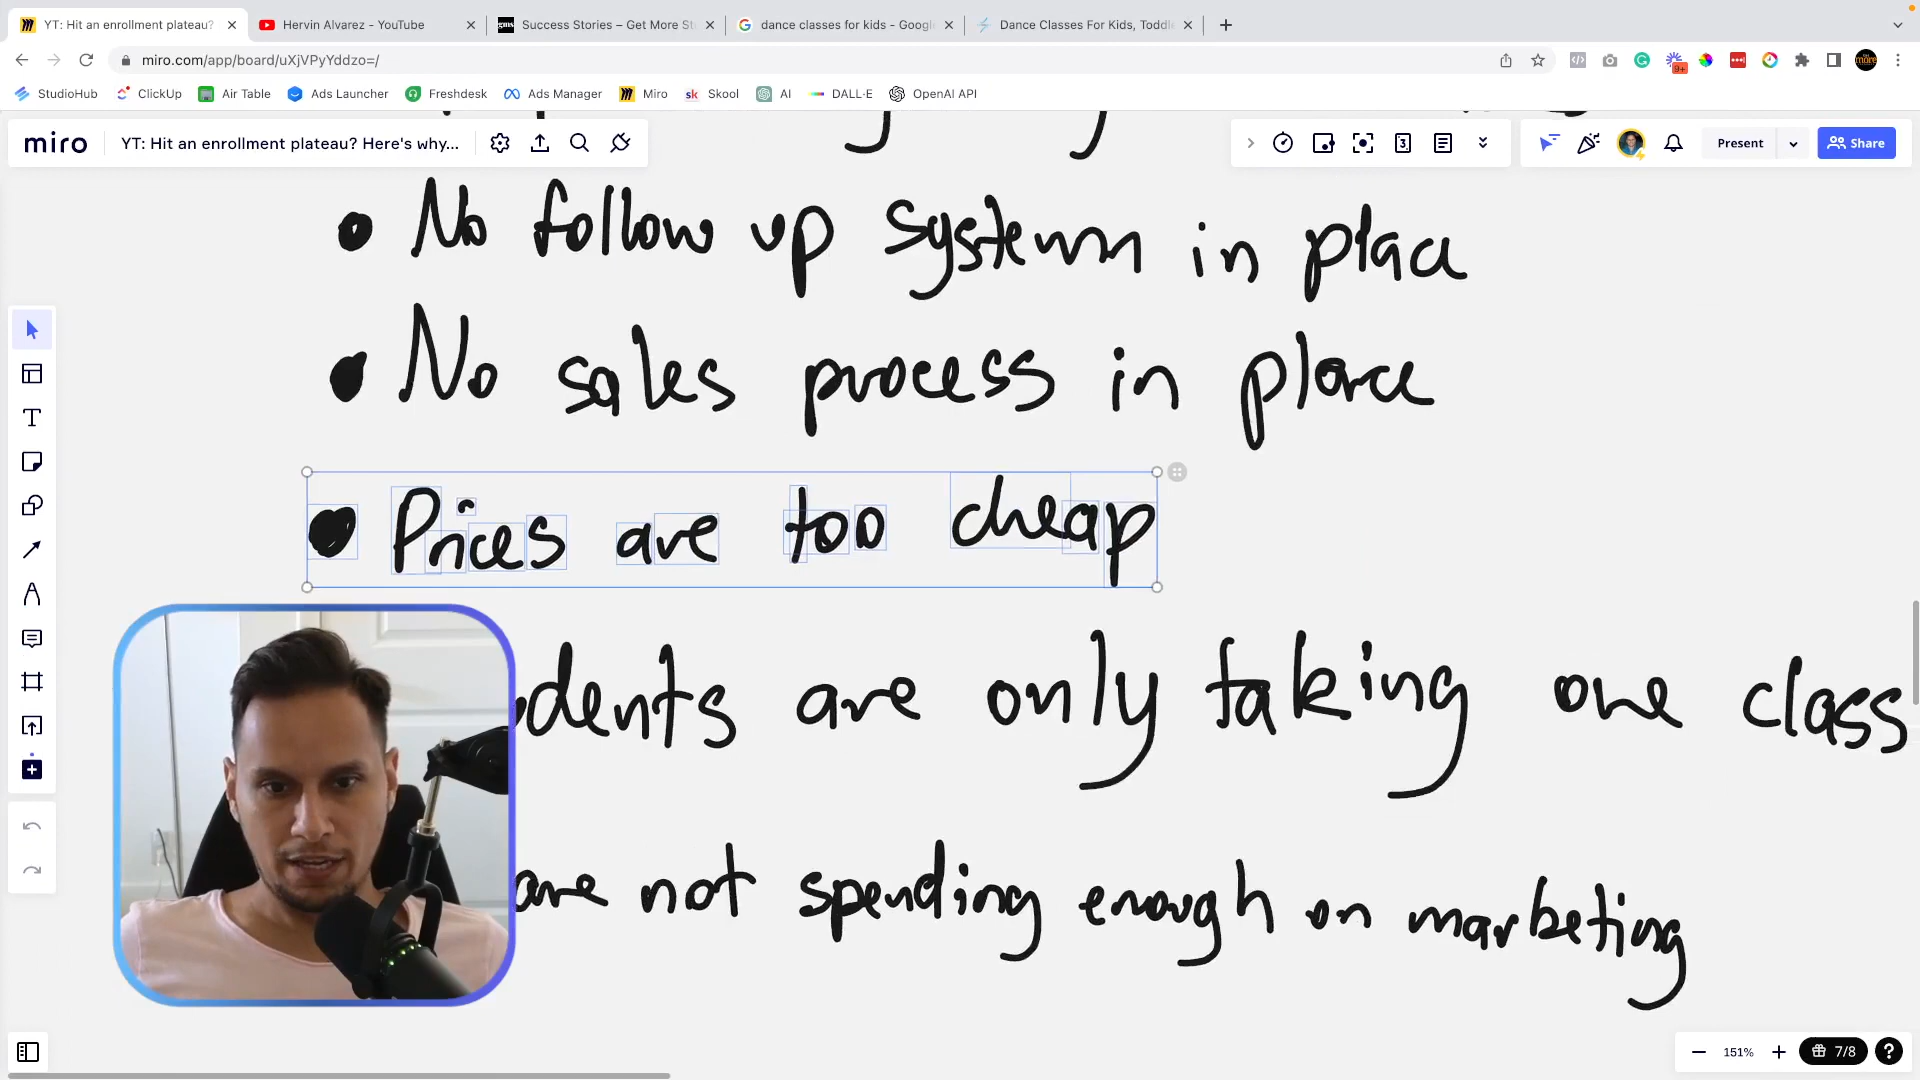 YT: Hit an enrollment plateau?
Hervin Alvarez - YouTube
Success Stories – Get More St
dance classes for kids - Google
Dance Classes For Kids, Toddl
miro.com/app/board/uXjVPyYddzo=/
9+
StudioHub
ClickUp
Air Table
Ads Launcher
Freshdesk
Ads Manager
Miro
sk Skool
AI
DALL·E
OpenAI API
miro
YT: Hit an enrollment plateau? Here's why...
Present
Share
• No follow up system in place
• No sales process in place
• Prices are too cheap
udents are only taking one class
are not spending enough on marketing
151%
7/8
?